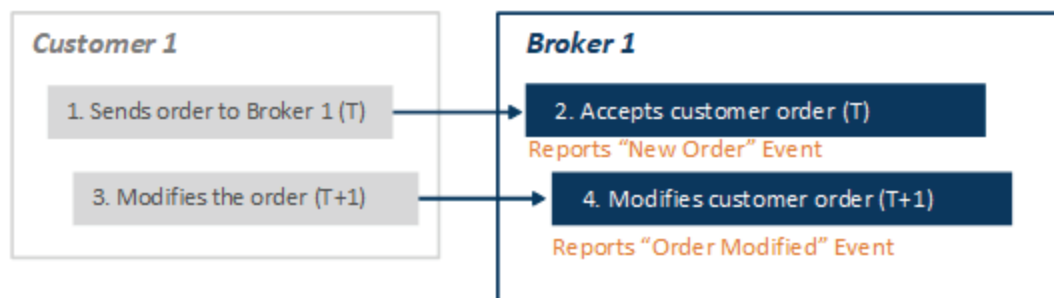 Customer 1
Broker 1
1. Sends order to Broker 1 (T)
2. Accepts customer order (T)
Reports “New Order” Event
3. Modifies the order (T+1)
4. Modifies customer order (T+1)
Reports “Order Modified” Event